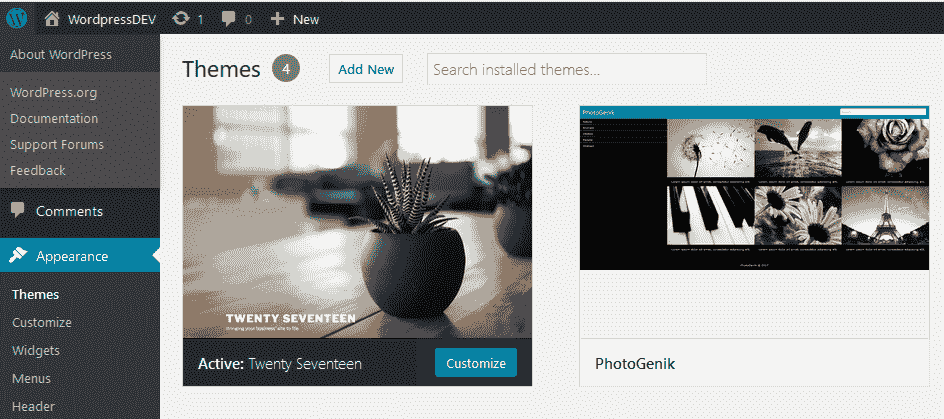 WordpressDEV 1 0 New
About WordPress
WordPress.org
Documentation
Support Forums
Feedback
Comments
Appearance
Themes
Customize
Widgets
Menus
Header
Themes 4 Add New Search installed themes...
TWENTY SEVENTEEN
Bringing your business' site to life
Active: Twenty Seventeen Customize
PhotoGenik
PhotoGenik